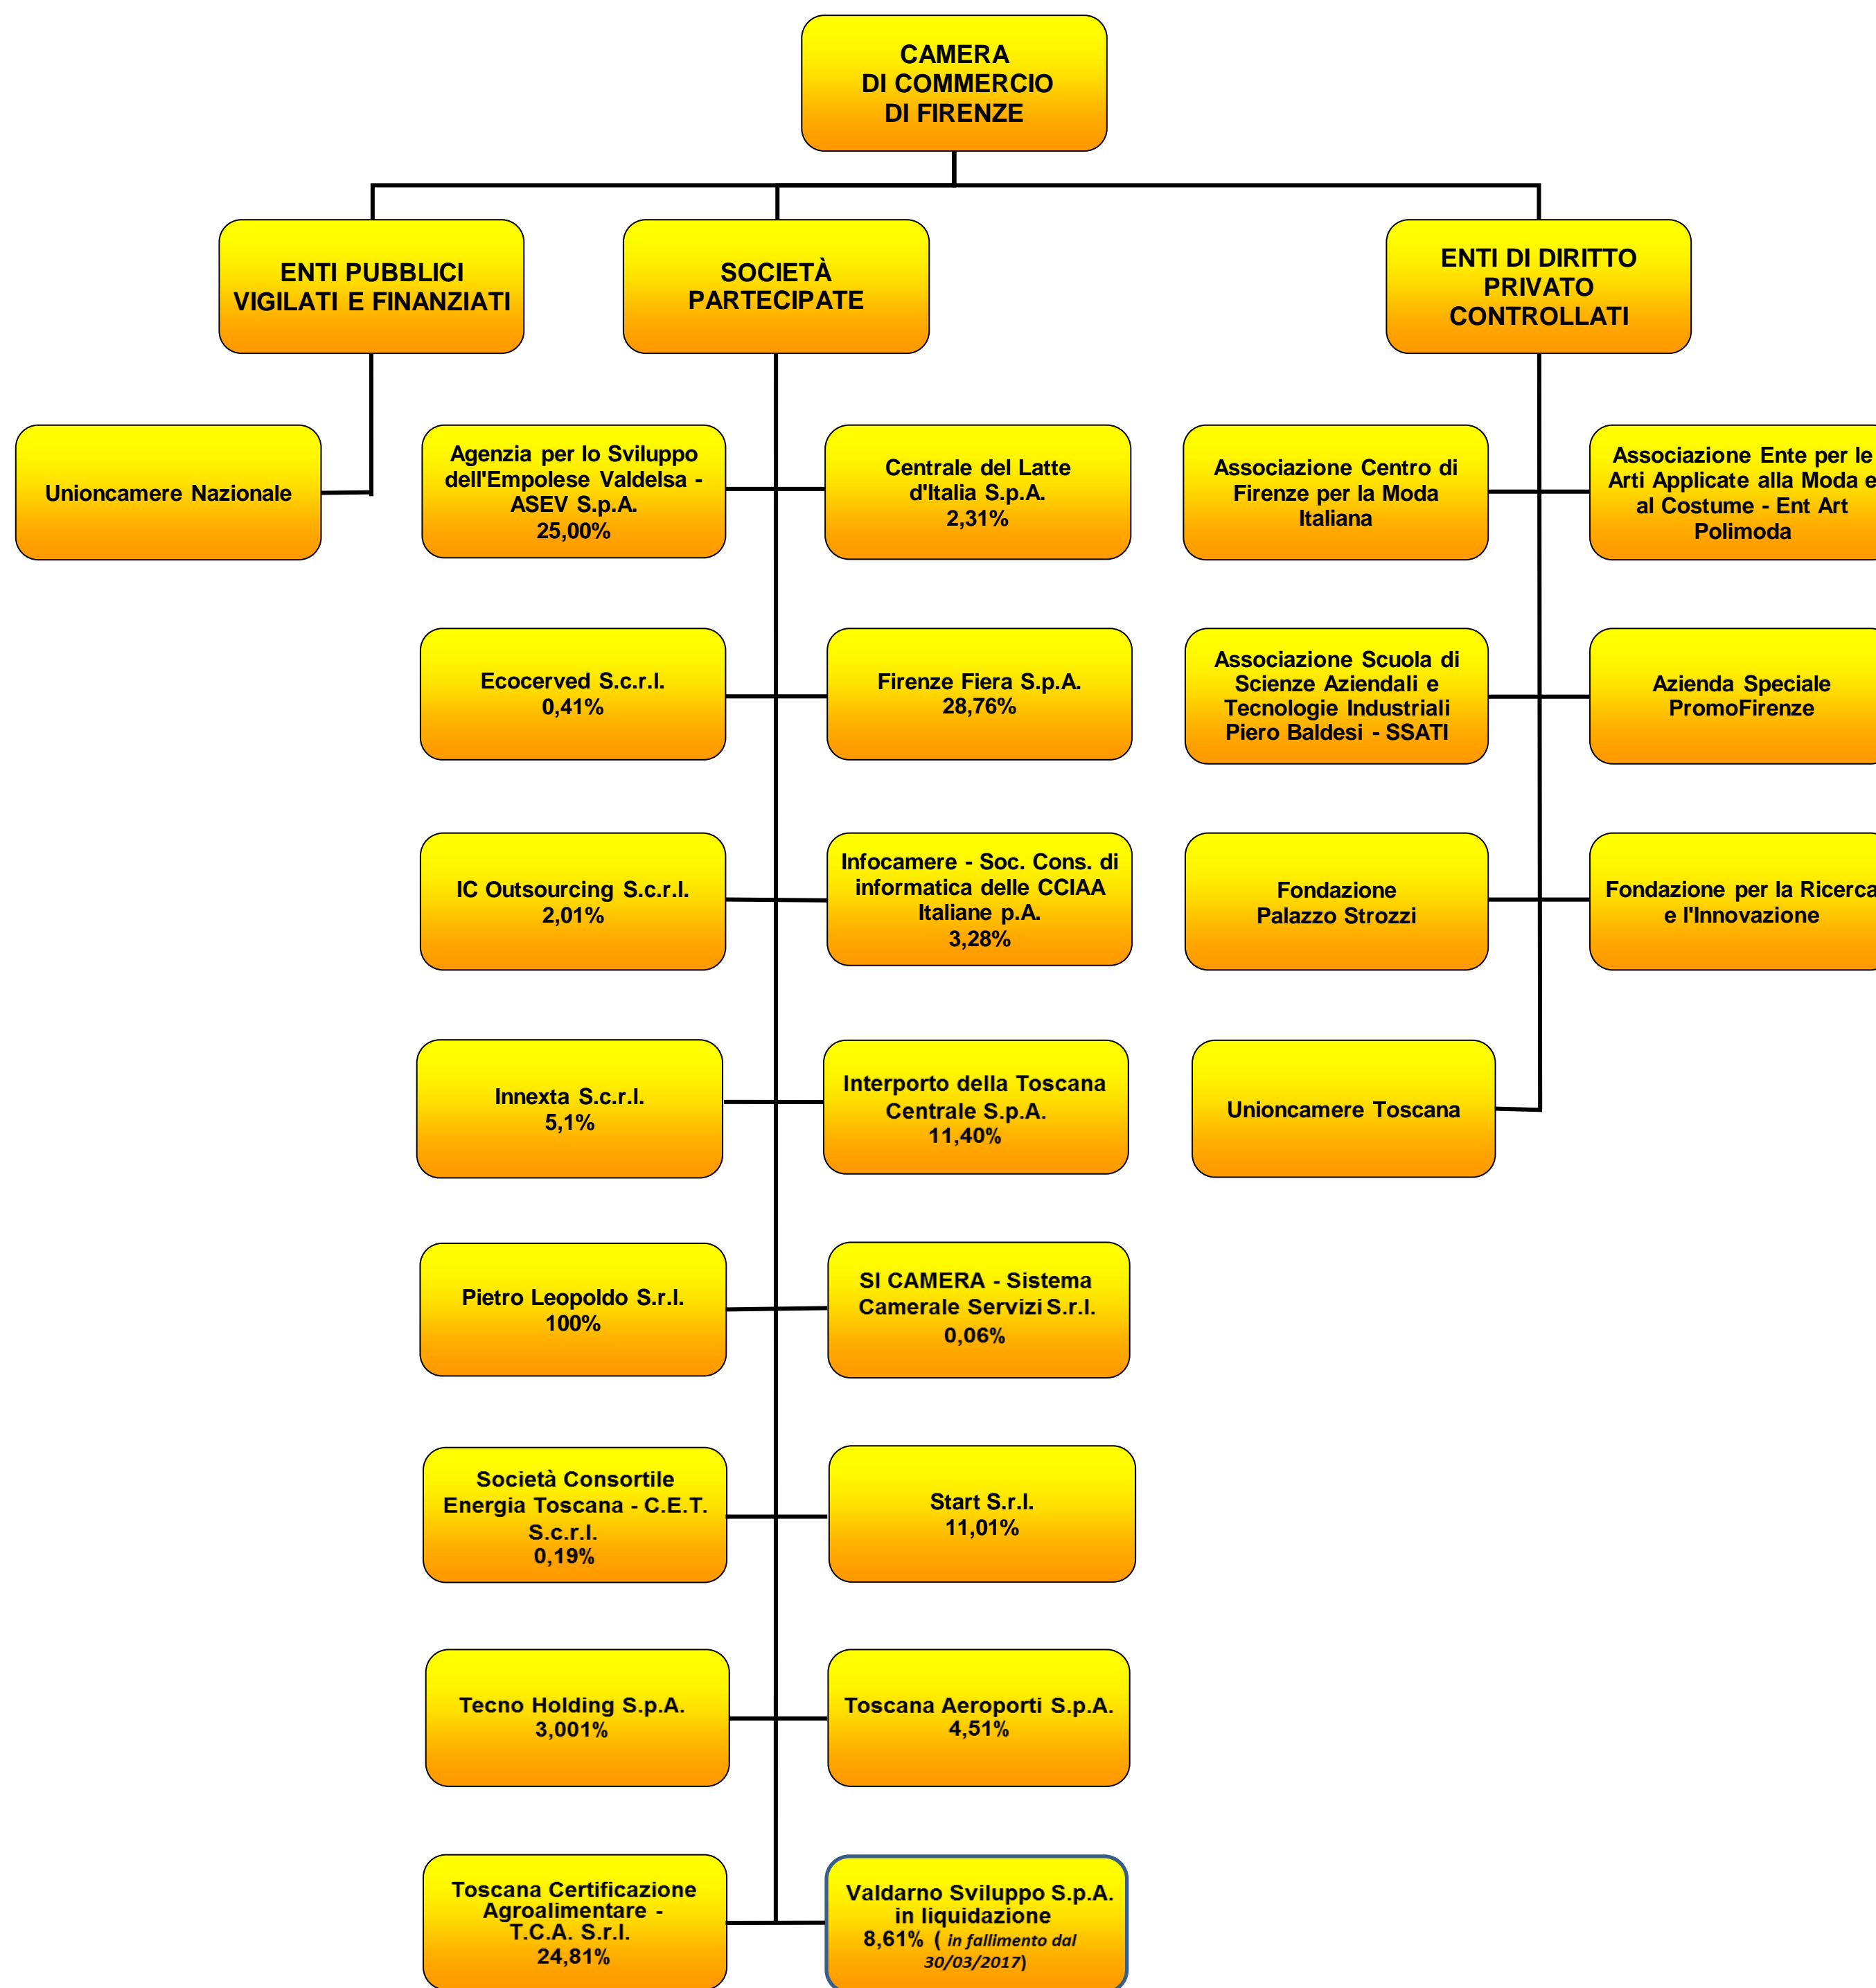 CAMERA
DI COMMERCIO
DI FIRENZE
ENTI PUBBLICI
VIGILATI E FINANZIATI
SOCIETÀ
PARTECIPATE
ENTI DI DIRITTO
PRIVATO
CONTROLLATI
Unioncamere Nazionale
Agenzia per lo Sviluppo
dell'Empolese Valdelsa -
ASEV S.p.A.
25,00%
Centrale del Latte
d'Italia S.p.A.
2,31%
Associazione Centro di
Firenze per la Moda
Italiana
Associazione Ente per le
Arti Applicate alla Moda e
al Costume - Ent Art
Polimoda
Ecocerved S.c.r.l.
0,41%
Firenze Fiera S.p.A.
28,76%
Associazione Scuola di
Scienze Aziendali e
Tecnologie Industriali
Piero Baldesi - SSATI
Azienda Speciale
PromoFirenze
IC Outsourcing S.c.r.l.
2,01%
Infocamere - Soc. Cons. di
informatica delle CCIAA
Italiane p.A.
3,28%
Fondazione
Palazzo Strozzi
Fondazione per la Ricerca
e l'Innovazione
Innexta S.c.r.l.
5,1%
Interporto della Toscana
Centrale S.p.A.
11,40%
Unioncamere Toscana
Pietro Leopoldo S.r.l.
100%
SI CAMERA - Sistema
Camerale Servizi S.r.l.
0,06%
Società Consortile
Energia Toscana - C.E.T.
S.c.r.l.
0,19%
Start S.r.l.
11,01%
Tecno Holding S.p.A.
3,001%
Toscana Aeroporti S.p.A.
4,51%
Toscana Certificazione
Agroalimentare -
T.C.A. S.r.l.
24,81%
Valdarno Sviluppo S.p.A.
in liquidazione
8,61% ( in fallimento dal
30/03/2017)